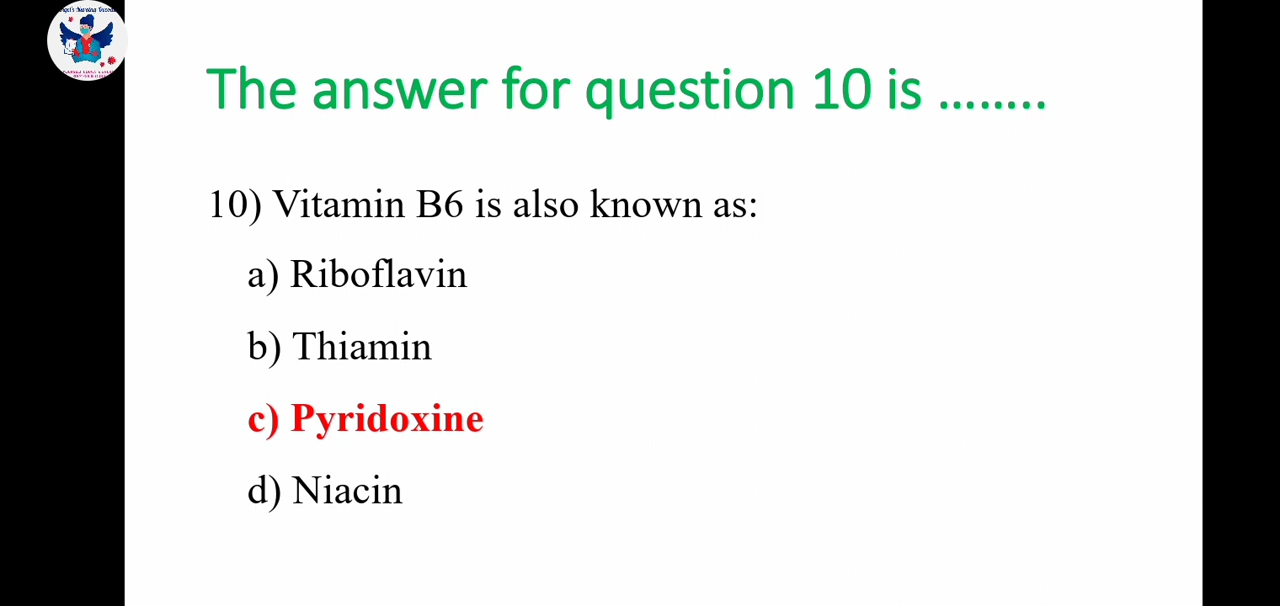 The answer for question 10 is ........
10) Vitamin B6 is also known as:
a) Riboflavin
b) Thiamin
c) Pyridoxine
d) Niacin